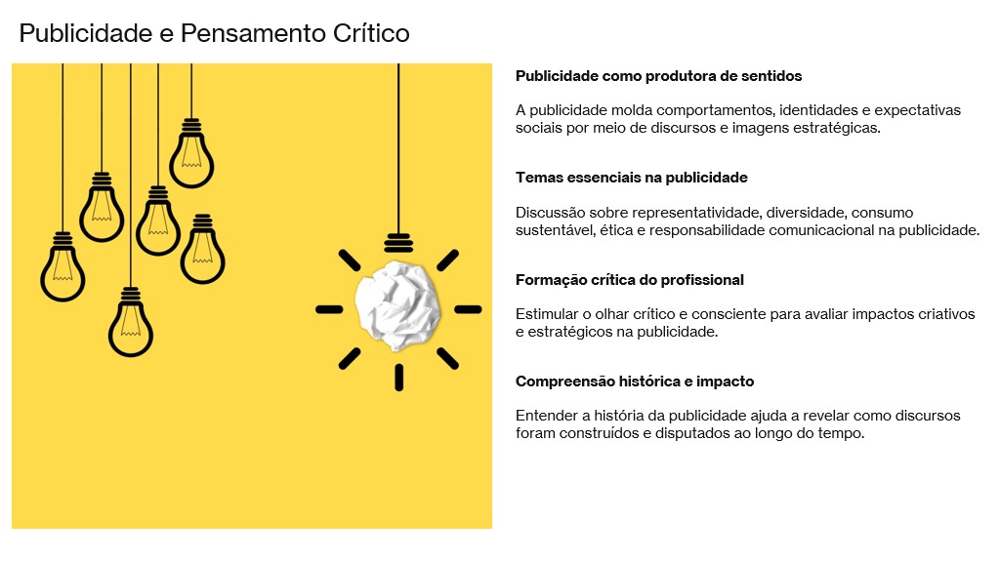 Publicidade e Pensamento Crítico
Publicidade como produtora de sentidos
A publicidade molda comportamentos, identidades e expectativas
sociais por meio de discursos e imagens estratégicas.
Temas essenciais na publicidade
Discussão sobre representatividade, diversidade, consumo
sustentável, ética e responsabilidade comunicacional na publicidade.
Formação crítica do profissional
Estimular o olhar crítico e consciente para avaliar impactos criativos
e estratégicos na publicidade.
Compreensão histórica e impacto
Entender a história da publicidade ajuda a revelar como discursos
foram construídos e disputados ao longo do tempo.